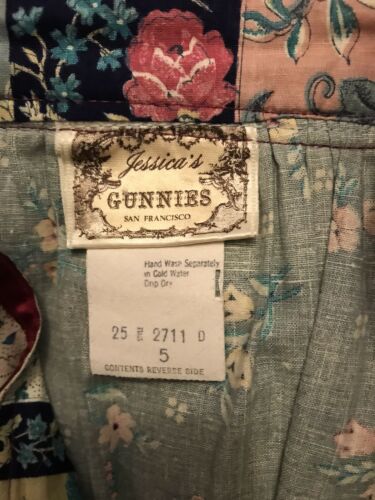 Jessica's
GUNNIES
SAN FRANCISCO
Hand Wash Separately
in Cold Water
Drip Dry
25 2711 D
5
CONTENTS REVERSE SIDE